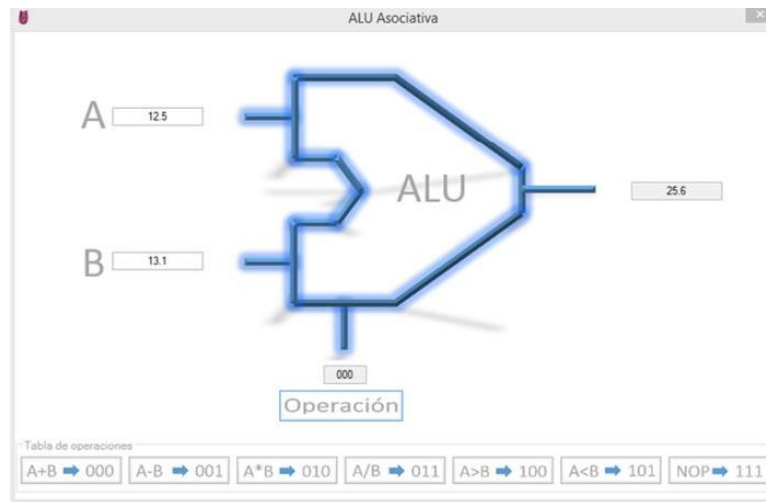 ALU Asociativa
A 12.5
ALU
25.6
B 13.1
000
Operación
Tabla de operaciones
A+B ➡ 000 A-B ➡ 001 A*B ➡ 010 A/B ➡ 011 A>B ➡ 100 A<B ➡ 101 NOP ➡ 111